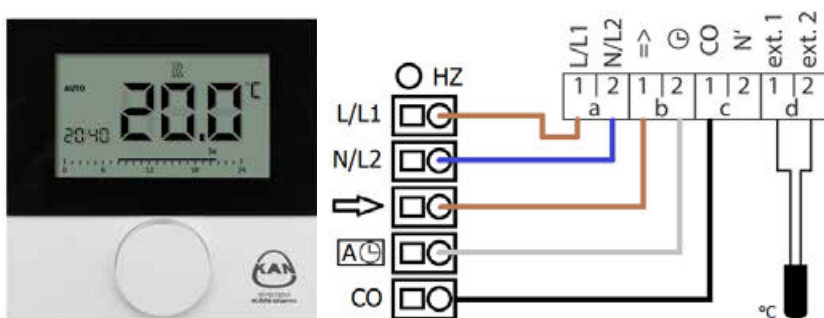 AUTO
20.0 °C
20:40
Sa
0 6 12 18 24
KAN
HZ
L/L1
N/L2
A
CO
L/L1 N/L2 => CO N' ext. 1 ext. 2
1 2 1 2 1 2 1 2
a b c d
°C